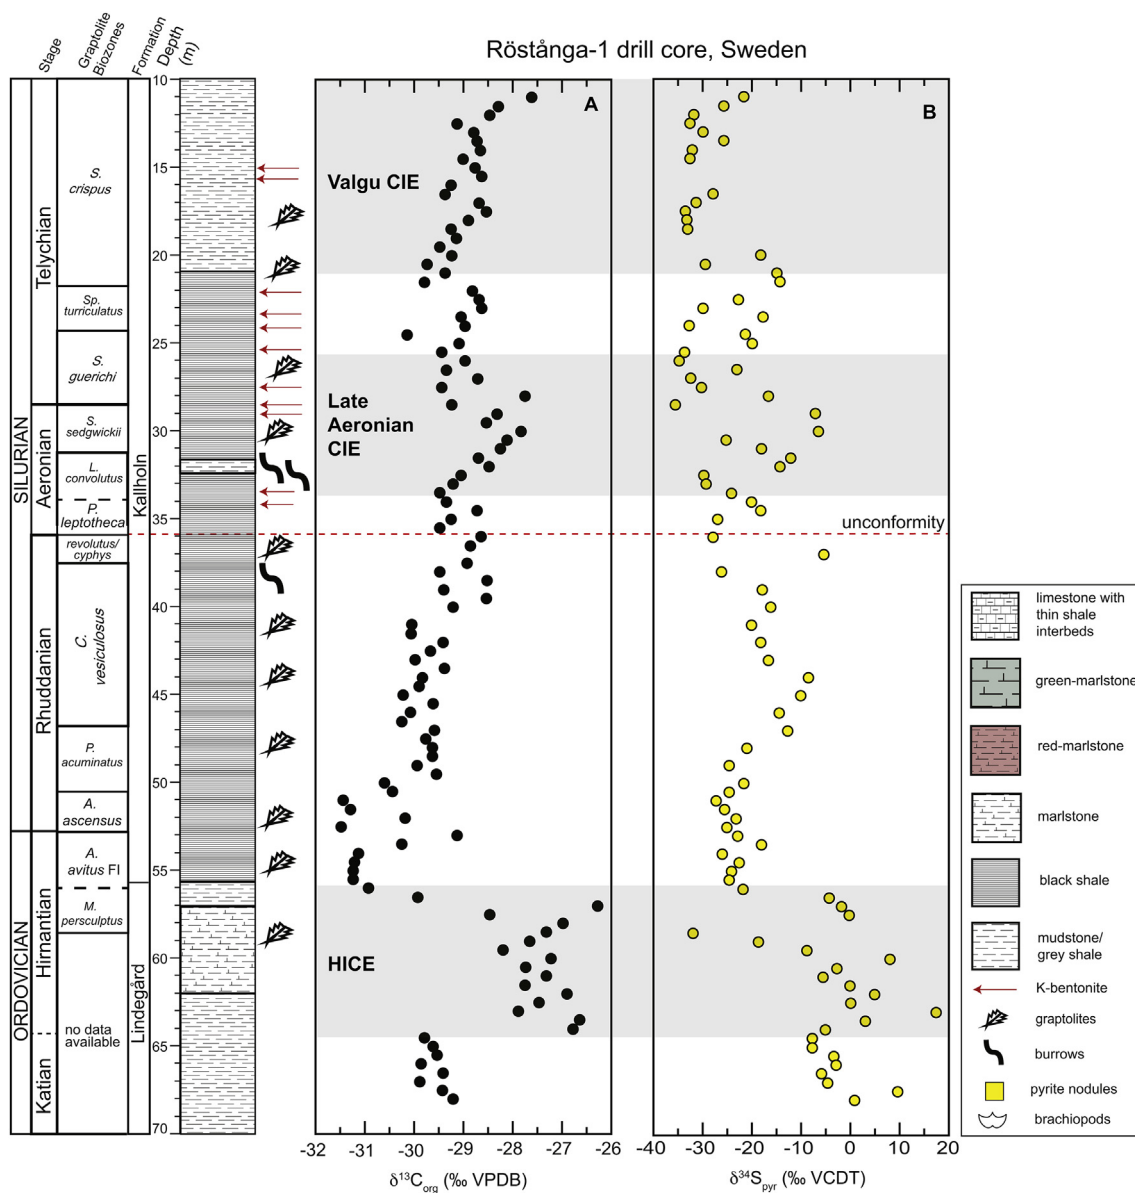 Stage
Graptolite
Biozones
Formation
Depth
(m)
Röstånga-1 drill core, Sweden
SILURIAN
ORDOVICIAN
Telychian
Aeronian
Rhuddanian
Hirnantian
Katian
S.
crispus
Sp.
turriculatus
S.
guerichi
S.
sedgwickii
L.
convolutus
P.
leptotheca
revolutus/
cyphys
C.
vesiculosus
P.
acuminatus
A.
ascensus
A.
avitus FI
M.
persculptus
no data
available
Kallholn
Lindegård
10
15
20
25
30
35
40
45
50
55
60
65
70
A
Valgu CIE
Late
Aeronian
CIE
HICE
-32 -31 -30 -29 -28 -27 -26
δ¹³Corg (‰ VPDB)
B
unconformity
-40 -30 -20 -10 0 10 20
δ³⁴Spyr (‰ VCDT)
limestone with
thin shale
interbeds
green-marlstone
red-marlstone
marlstone
black shale
mudstone/
grey shale
K-bentonite
graptolites
burrows
pyrite nodules
brachiopods